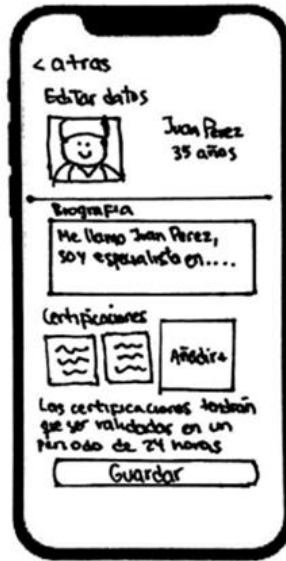 < atras
Editar datos
Juan Perez
35 años
Biografia
Me llamo Juan Perez,
soy especialista en....
Certificaciones
Añadir+
Las certificaciones tendrán
que ser validadas en un
periodo de 24 horas
Guardar